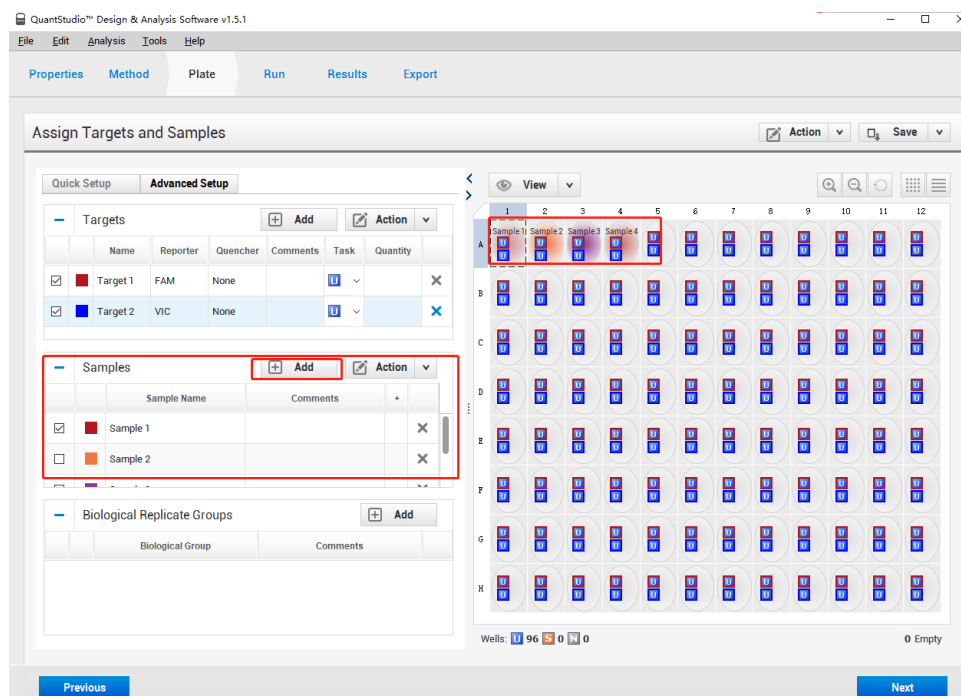 QuantStudio™ Design & Analysis Software v1.5.1
File Edit Analysis Tools Help
Properties Method Plate Run Results Export
Assign Targets and Samples
Action
Save
Quick Setup
Advanced Setup
View
Targets
Add
Action
Name Reporter Quencher Comments Task Quantity
Target 1 FAM None U
Target 2 VIC None U
Samples
Add
Action
Sample Name Comments +
Sample 1
Sample 2
Biological Replicate Groups
Add
Biological Group Comments
1 2 3 4 5 6 7 8 9 10 11 12
Sample 1 Sample 2 Sample 3 Sample 4
A U U U U U U U U U U U U
U U U U U U U U U U U U
B U U U U U U U U U U U U
U U U U U U U U U U U U
C U U U U U U U U U U U U
U U U U U U U U U U U U
D U U U U U U U U U U U U
U U U U U U U U U U U U
E U U U U U U U U U U U U
U U U U U U U U U U U U
F U U U U U U U U U U U U
U U U U U U U U U U U U
G U U U U U U U U U U U U
U U U U U U U U U U U U
H U U U U U U U U U U U U
U U U U U U U U U U U U
Wells: U 96 S 0 N 0
0 Empty
Previous
Next